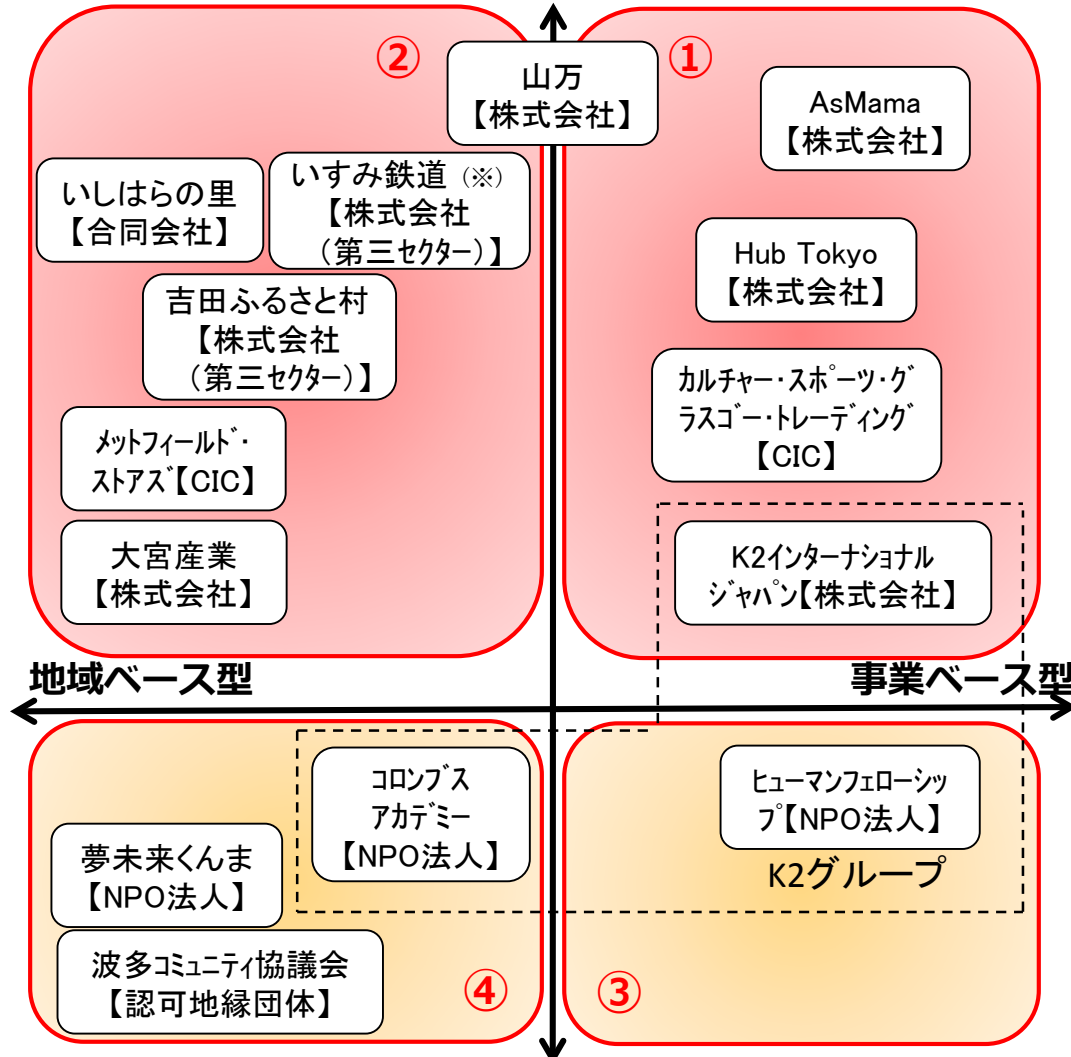 ②
①
山万
【株式会社】
AsMama
【株式会社】
いしはらの里
【合同会社】
いすみ鉄道（※）
【株式会社
（第三ｾｸﾀｰ）】
Hub Tokyo
【株式会社】
吉田ふるさと村
【株式会社
（第三ｾｸﾀｰ）】
ｶﾙﾁｬｰ・ｽﾎﾟｰﾂ・ｸﾞ
ﾗｽｺﾞｰ・ﾄﾚｰﾃﾞｨﾝｸﾞ
【CIC】
ﾒｯﾄﾌｨｰﾙﾄﾞ・
ｽﾄｱｽﾞ【CIC】
大宮産業
【株式会社】
K2ｲﾝﾀｰﾅｼｮﾅﾙ
ｼﾞｬﾊﾟﾝ【株式会社】
地域ベース型
事業ベース型
ｺﾛﾝﾌﾞｽ
ｱｶﾃﾞﾐｰ
【NPO法人】
ﾋｭｰﾏﾝﾌｪﾛｰｼｯ
ﾌﾟ【NPO法人】
K2グループ
夢未来くんま
【NPO法人】
波多ｺﾐｭﾆﾃｨ協議会
【認可地縁団体】
④
③